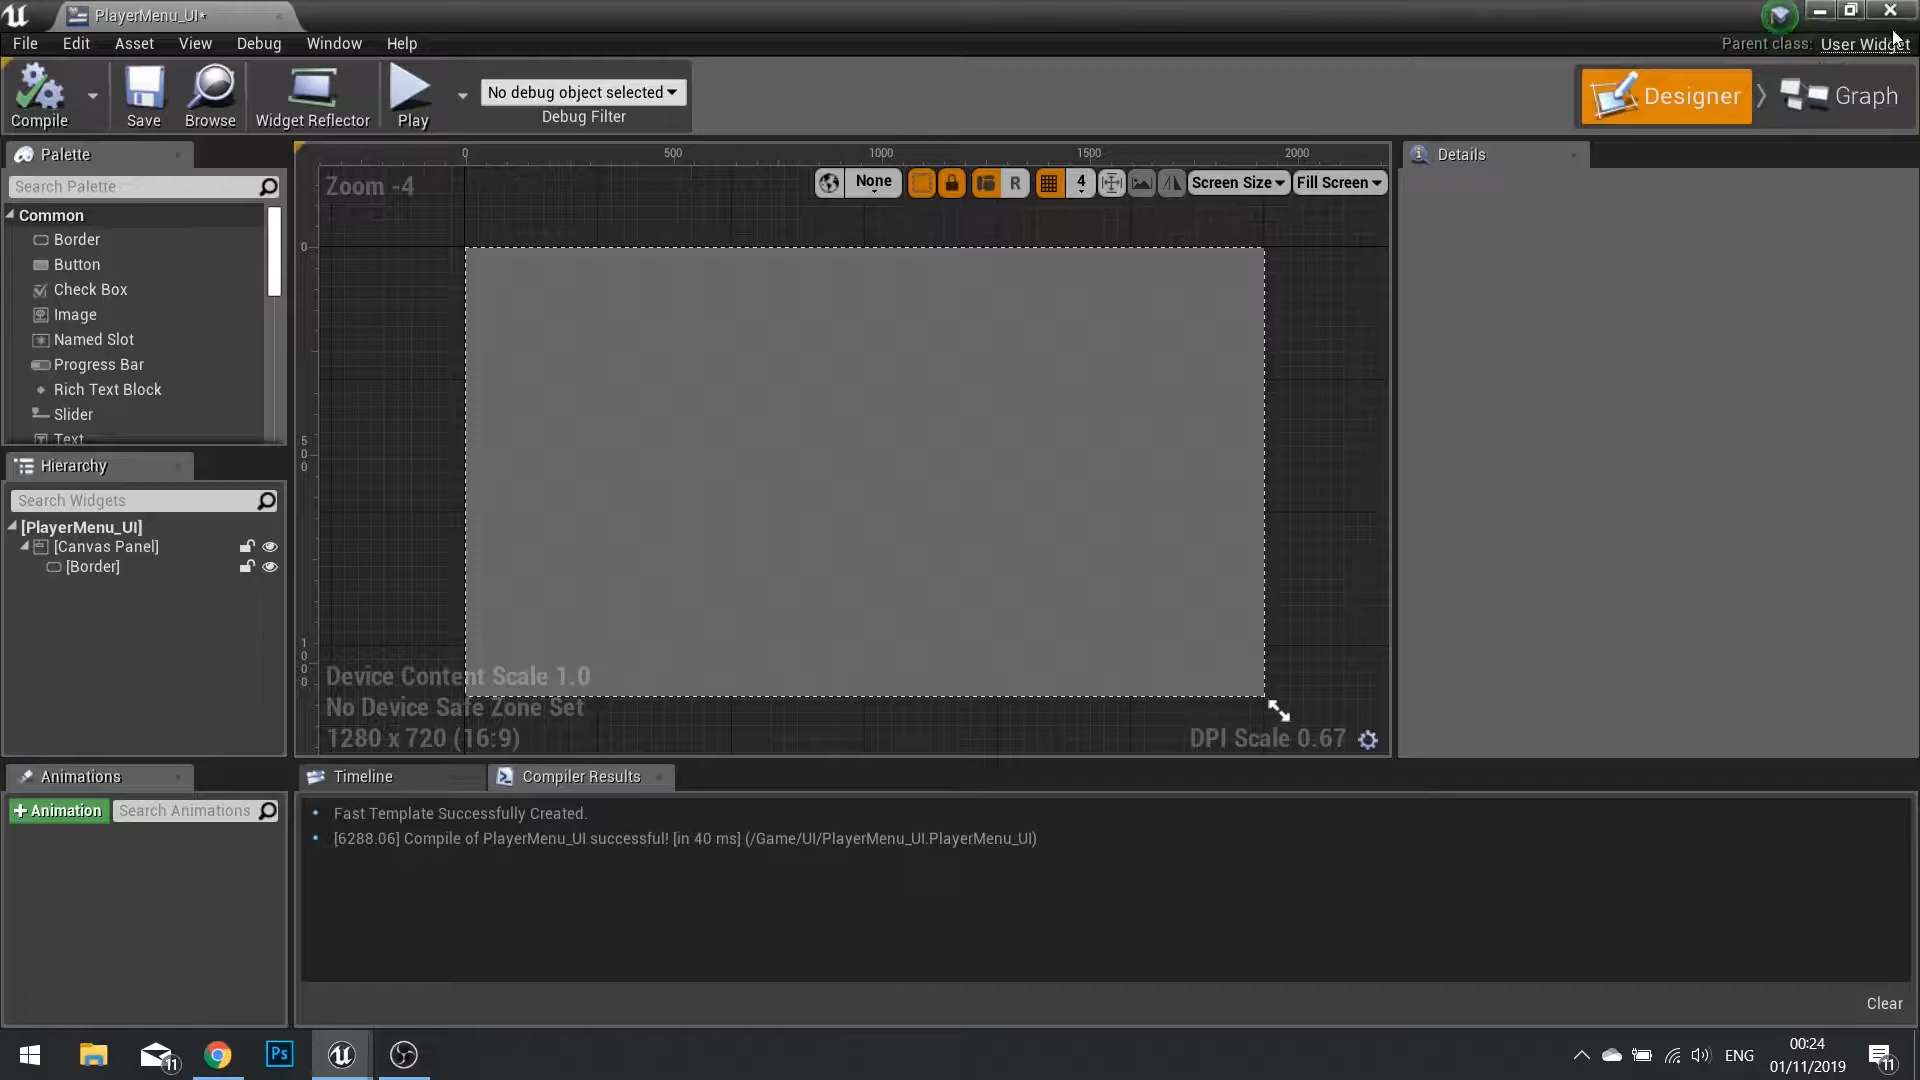 PlayerMenu_UI*
File Edit Asset View Debug Window Help
Parent class: User Widget
Compile
Save
Browse
Widget Reflector
Play
No debug object selected
Debug Filter
Designer
Graph
Palette
Search Palette
Common
Border
Button
Check Box
Image
Named Slot
Progress Bar
Rich Text Block
Slider
Text
Hierarchy
Search Widgets
[PlayerMenu_UI]
[Canvas Panel]
[Border]
Animations
+ Animation
Search Animations
0 500 1000 1500 2000
Zoom -4
None
R
4
Screen Size
Fill Screen
0
500
1000
Device Content Scale 1.0
No Device Safe Zone Set
1280 x 720 (16:9)
DPI Scale 0.67
Details
Timeline
Compiler Results
• Fast Template Successfully Created.
• [6288.06] Compile of PlayerMenu_UI successful! [in 40 ms] (/Game/UI/PlayerMenu_UI.PlayerMenu_UI)
Clear
11
Ps
ENG
00:24
01/11/2019
11